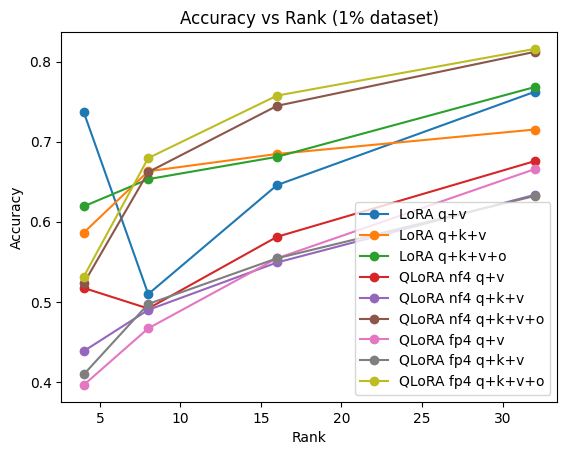 Accuracy vs Rank (1% dataset)
Accuracy
0.8
0.7
0.6
0.5
0.4
5
10
15
20
25
30
Rank
LoRA q+v
LoRA q+k+v
LoRA q+k+v+o
QLoRA nf4 q+v
QLoRA nf4 q+k+v
QLoRA nf4 q+k+v+o
QLoRA fp4 q+v
QLoRA fp4 q+k+v
QLoRA fp4 q+k+v+o